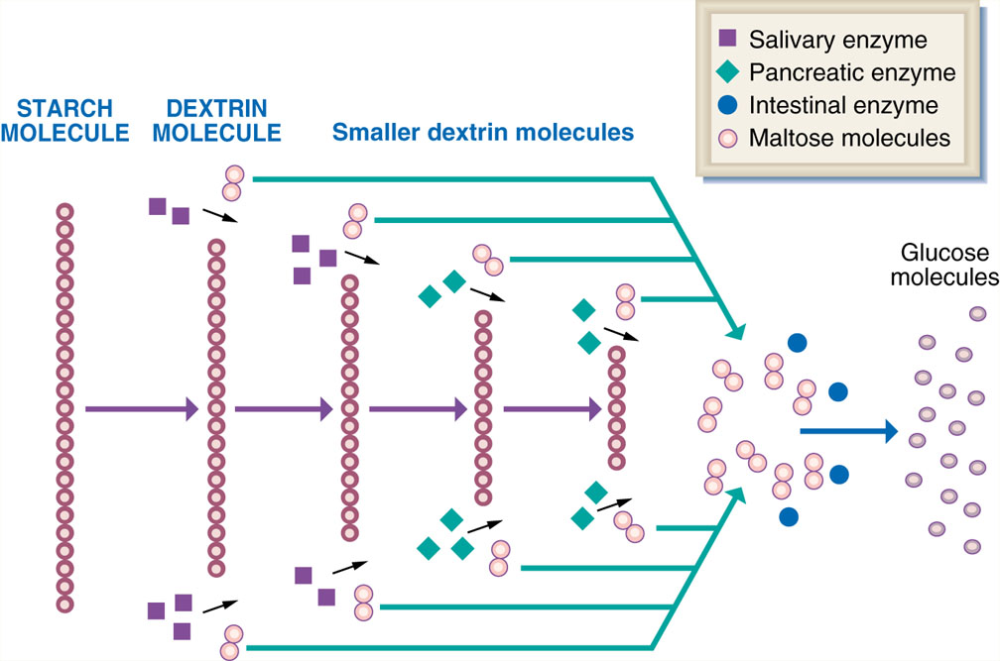 Salivary enzyme
Pancreatic enzyme
Intestinal enzyme
Maltose molecules
STARCH
MOLECULE
DEXTRIN
MOLECULE
Smaller dextrin molecules
Glucose
molecules